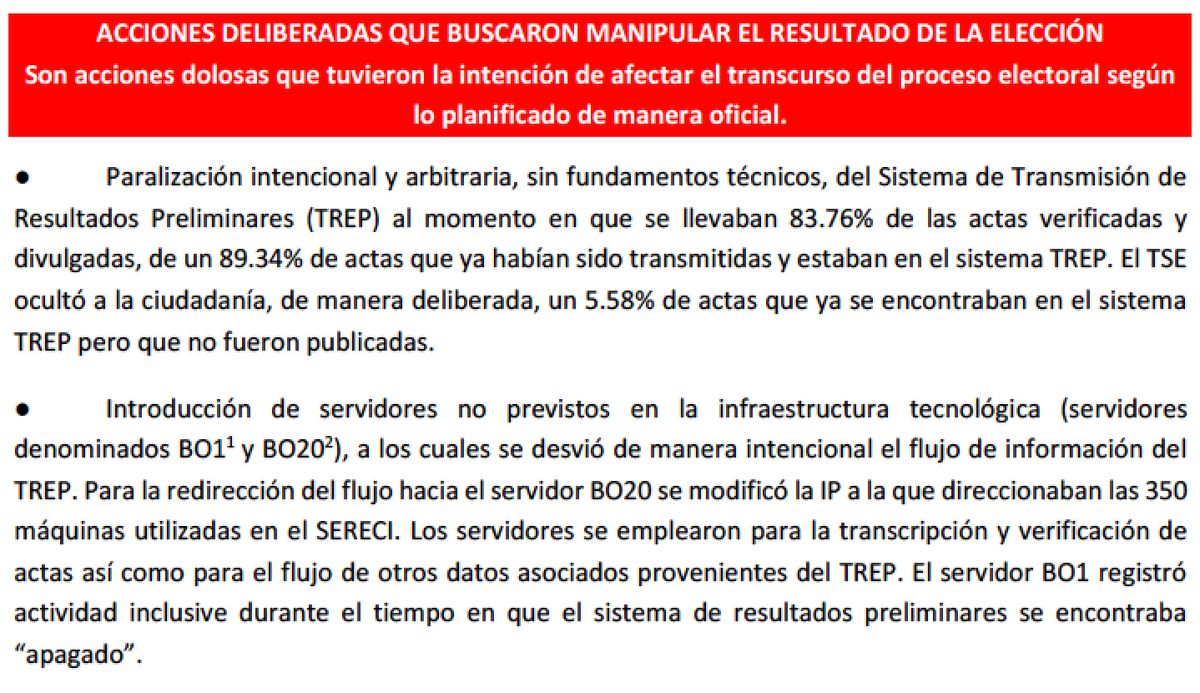 ACCIONES DELIBERADAS QUE BUSCARON MANIPULAR EL RESULTADO DE LA ELECCIÓN
Son acciones dolosas que tuvieron la intención de afectar el transcurso del proceso electoral según
lo planificado de manera oficial.
● Paralización intencional y arbitraria, sin fundamentos técnicos, del Sistema de Transmisión de
Resultados Preliminares (TREP) al momento en que se llevaban 83.76% de las actas verificadas y
divulgadas, de un 89.34% de actas que ya habían sido transmitidas y estaban en el sistema TREP. El TSE
ocultó a la ciudadanía, de manera deliberada, un 5.58% de actas que ya se encontraban en el sistema
TREP pero que no fueron publicadas.
● Introducción de servidores no previstos en la infraestructura tecnológica (servidores
denominados BO1¹ y BO20²), a los cuales se desvió de manera intencional el flujo de información del
TREP. Para la redirección del flujo hacia el servidor BO20 se modificó la IP a la que direccionaban las 350
máquinas utilizadas en el SERECI. Los servidores se emplearon para la transcripción y verificación de
actas así como para el flujo de otros datos asociados provenientes del TREP. El servidor BO1 registró
actividad inclusive durante el tiempo en que el sistema de resultados preliminares se encontraba
“apagado”.